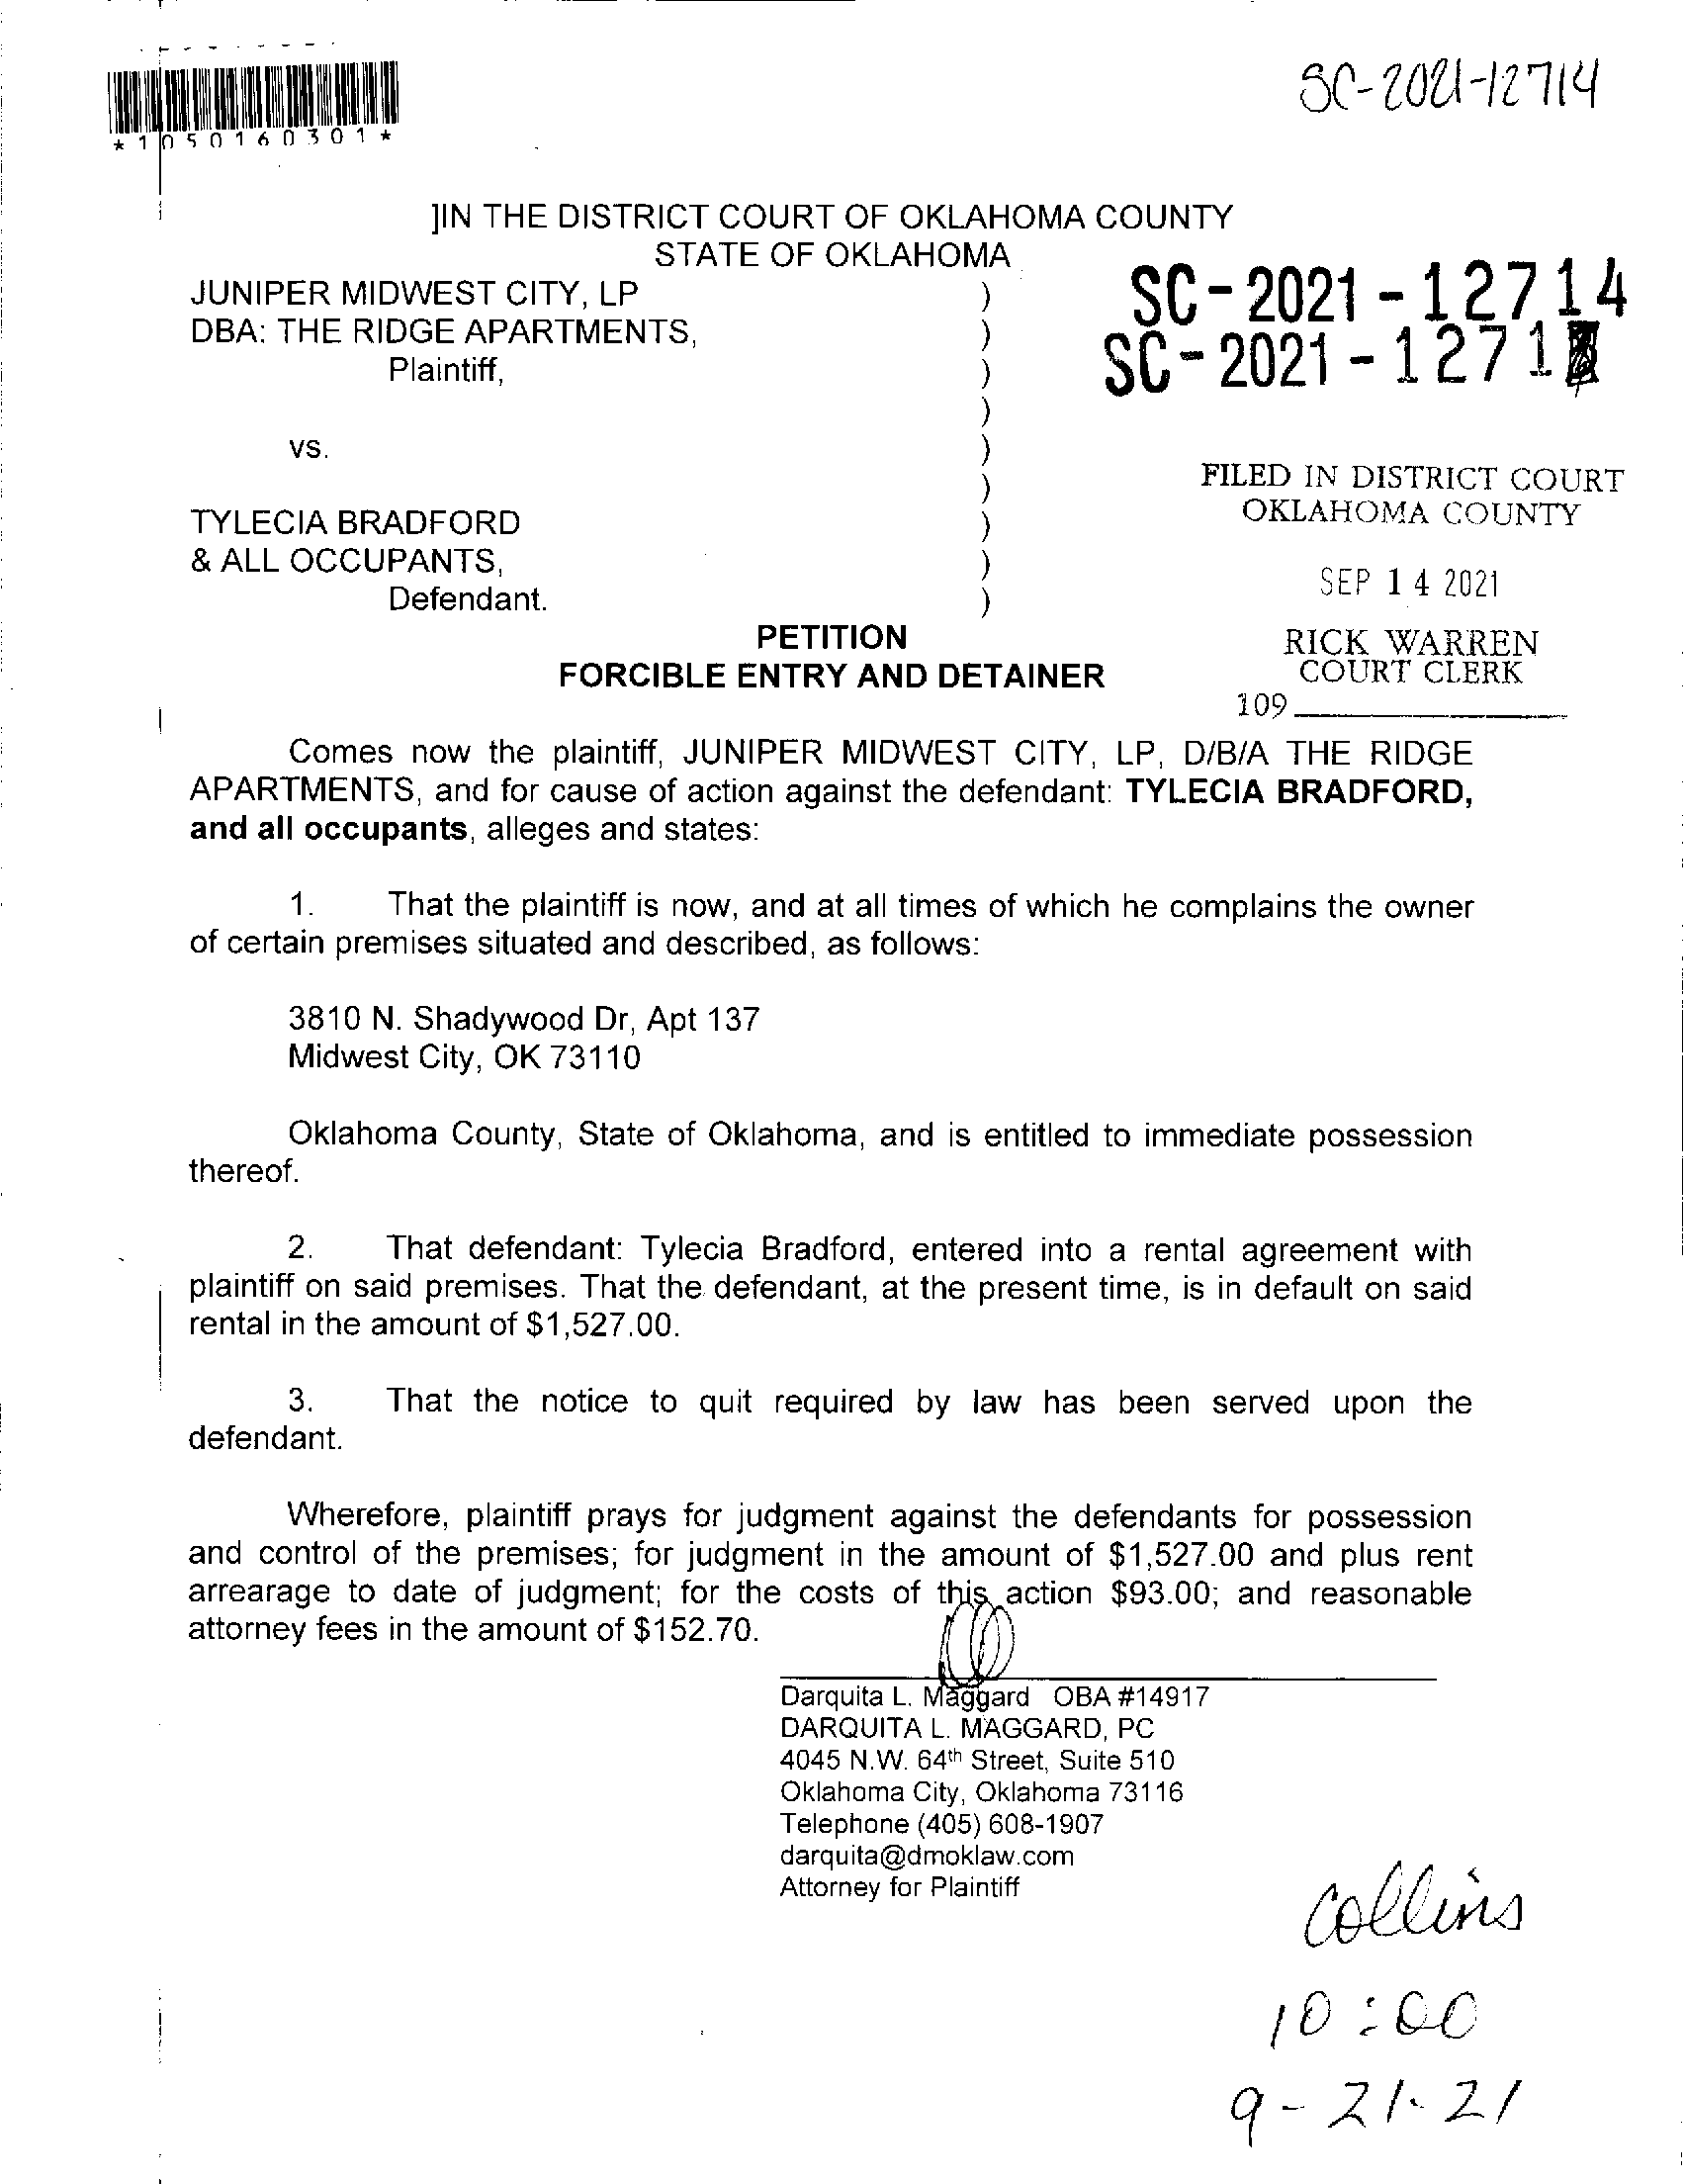 SC-2021-12714
*1050160301*
]IN THE DISTRICT COURT OF OKLAHOMA COUNTY
STATE OF OKLAHOMA
JUNIPER MIDWEST CITY, LP )
DBA: THE RIDGE APARTMENTS, )
Plaintiff, )
)
vs. )
)
TYLECIA BRADFORD )
& ALL OCCUPANTS, )
Defendant. )
SC-2021-12714
SC-2021-1271
FILED IN DISTRICT COURT
OKLAHOMA COUNTY
SEP 14 2021
RICK WARREN
COURT CLERK
109
PETITION
FORCIBLE ENTRY AND DETAINER
Comes now the plaintiff, JUNIPER MIDWEST CITY, LP, D/B/A THE RIDGE
APARTMENTS, and for cause of action against the defendant: TYLECIA BRADFORD,
and all occupants, alleges and states:
1. That the plaintiff is now, and at all times of which he complains the owner
of certain premises situated and described, as follows:
3810 N. Shadywood Dr, Apt 137
Midwest City, OK 73110
Oklahoma County, State of Oklahoma, and is entitled to immediate possession
thereof.
2. That defendant: Tylecia Bradford, entered into a rental agreement with
plaintiff on said premises. That the defendant, at the present time, is in default on said
rental in the amount of $1,527.00.
3. That the notice to quit required by law has been served upon the
defendant.
Wherefore, plaintiff prays for judgment against the defendants for possession
and control of the premises; for judgment in the amount of $1,527.00 and plus rent
arrearage to date of judgment; for the costs of this action $93.00; and reasonable
attorney fees in the amount of $152.70.
Darquita L. Maggard OBA #14917
DARQUITA L. MAGGARD, PC
4045 N.W. 64th Street, Suite 510
Oklahoma City, Oklahoma 73116
Telephone (405) 608-1907
darquita@dmoklaw.com
Attorney for Plaintiff
Collins
10:00
9-21-21